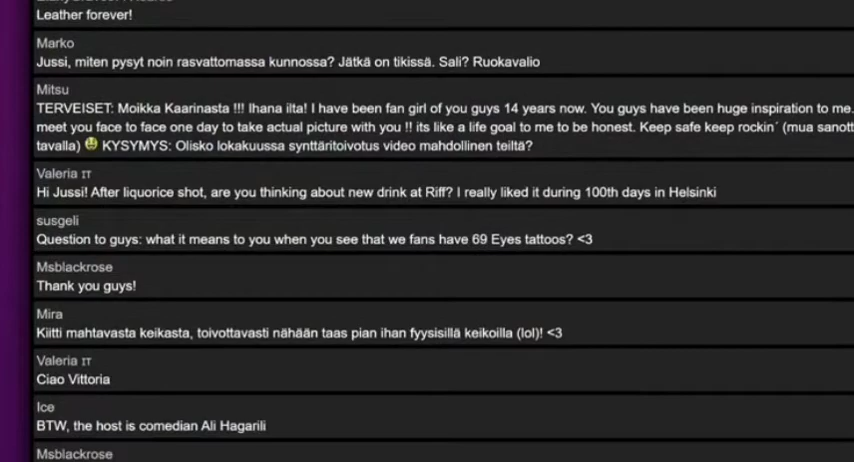 Leather forever!
Marko
Jussi, miten pysyt noin rasvattomassa kunnossa? Jätkä on tikissä. Sali? Ruokavalio
Mitsu
TERVEISET: Moikka Kaarinasta !!! Ihana ilta! I have been fan girl of you guys 14 years now. You guys have been huge inspiration to me.
meet you face to face one day to take actual picture with you !! its like a life goal to me to be honest. Keep safe keep rockin´ (mua sanott
tavalla) KYSYMYS: Olisko lokakuussa synttäritoivotus video mahdollinen teiltä?
Valeria IT
Hi Jussi! After liquorice shot, are you thinking about new drink at Riff? I really liked it during 100th days in Helsinki
susgeli
Question to guys: what it means to you when you see that we fans have 69 Eyes tattoos? <3
Msblackrose
Thank you guys!
Mira
Kiitti mahtavasta keikasta, toivottavasti nähään taas pian ihan fyysisillä keikoilla (lol)! <3
Valeria IT
Ciao Vittoria
Ice
BTW, the host is comedian Ali Hagarili
Msblackrose